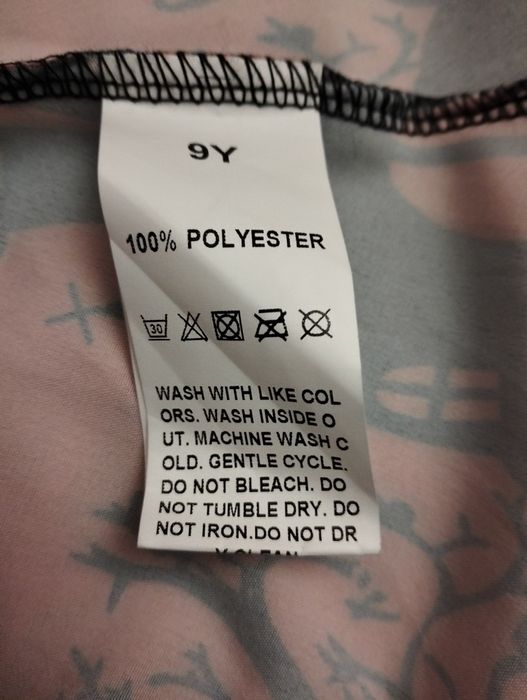 9Y
100% POLYESTER
30
WASH WITH LIKE COL
ORS. WASH INSIDE O
UT. MACHINE WASH C
OLD. GENTLE CYCLE.
DO NOT BLEACH. DO
NOT TUMBLE DRY. DO
NOT IRON.DO NOT DR
Y CLEAN